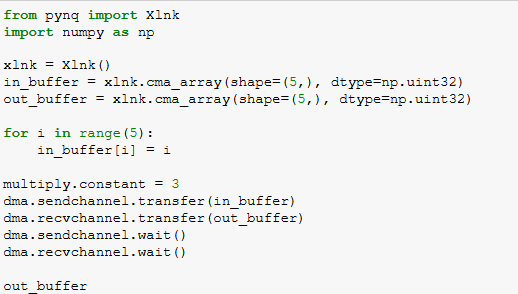 from pynq import Xlnk
import numpy as np

xlnk = Xlnk()
in_buffer = xlnk.cma_array(shape=(5,), dtype=np.uint32)
out_buffer = xlnk.cma_array(shape=(5,), dtype=np.uint32)

for i in range(5):
    in_buffer[i] = i

multiply.constant = 3
dma.sendchannel.transfer(in_buffer)
dma.recvchannel.transfer(out_buffer)
dma.sendchannel.wait()
dma.recvchannel.wait()

out_buffer